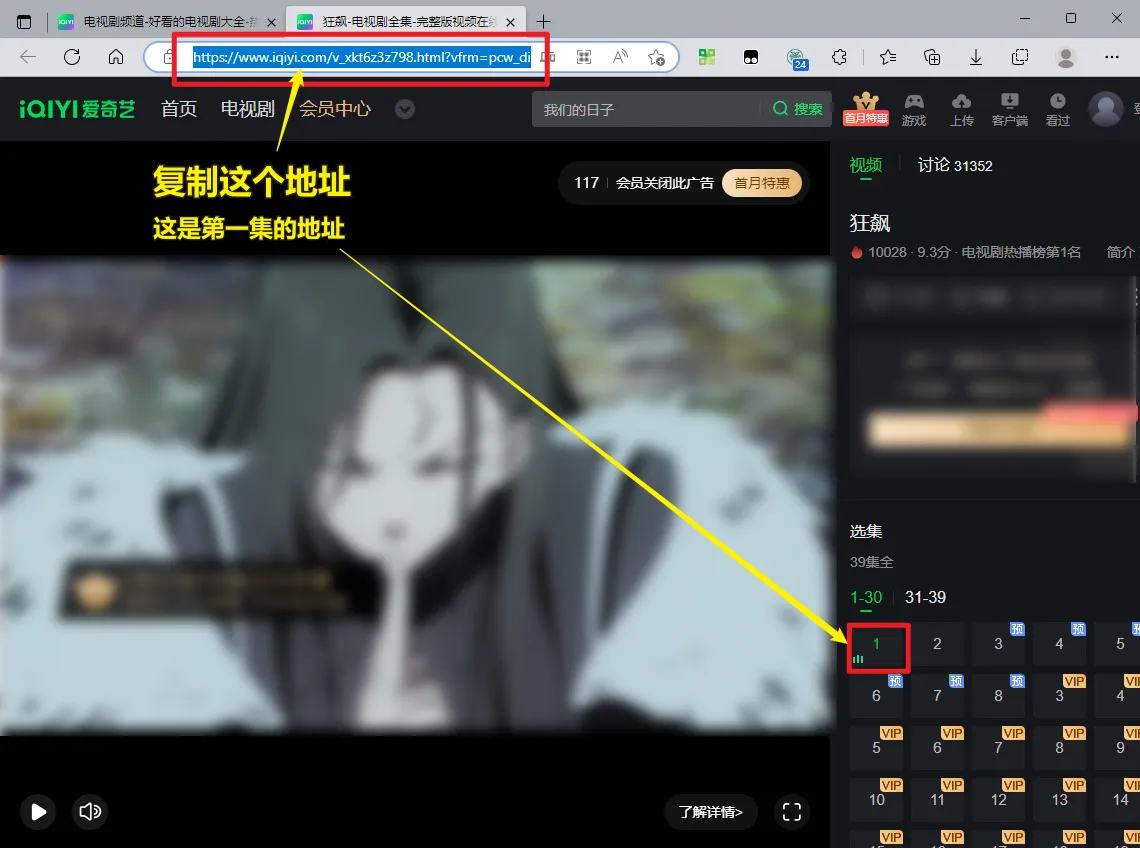 电视剧频道-好看的电视剧大全-热
狂飙-电视剧全集-完整版视频在线
https://www.iqiyi.com/v_xkt6z3z798.html?vfrm=pcw_di
24
iQIYI 爱奇艺
首页
电视剧
会员中心
我们的日子
搜索
首月特惠
游戏
上传
客户端
看过
复制这个地址
这是第一集的地址
117
会员关闭此广告
首月特惠
视频
讨论 31352
狂飙
10028 · 9.3分 · 电视剧热播榜第1名
简介
选集
39集全
1-30
31-39
1
2
3 预
4 预
5
6 预
7 预
8 预
3 VIP
4
5 VIP
6 VIP
7 VIP
8 VIP
9
10 VIP
11 VIP
12 VIP
13 VIP
14
VIP
VIP
VIP
VIP
了解详情>